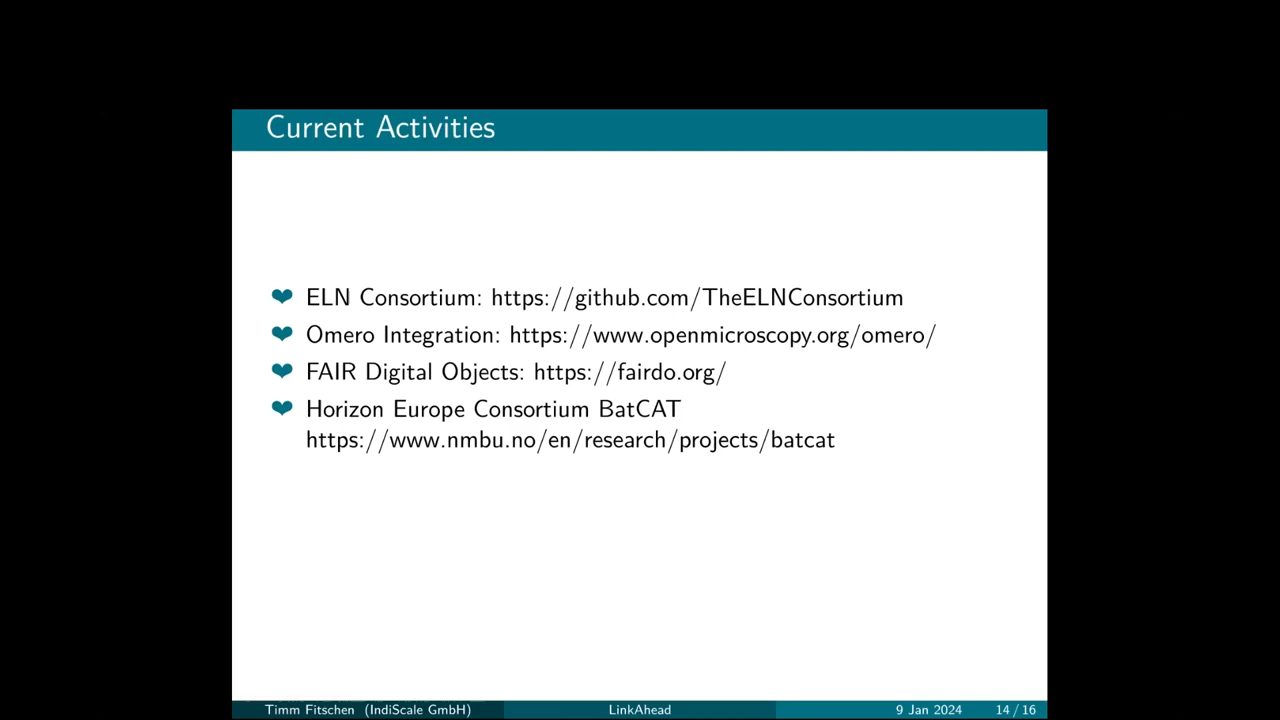 Current Activities
ELN Consortium: https://github.com/TheELNConsortium
Omero Integration: https://www.openmicroscopy.org/omero/
FAIR Digital Objects: https://fairdo.org/
Horizon Europe Consortium BatCAT
https://www.nmbu.no/en/research/projects/batcat
Timm Fitschen (IndiScale GmbH) LinkAhead 9 Jan 2024 14 / 16